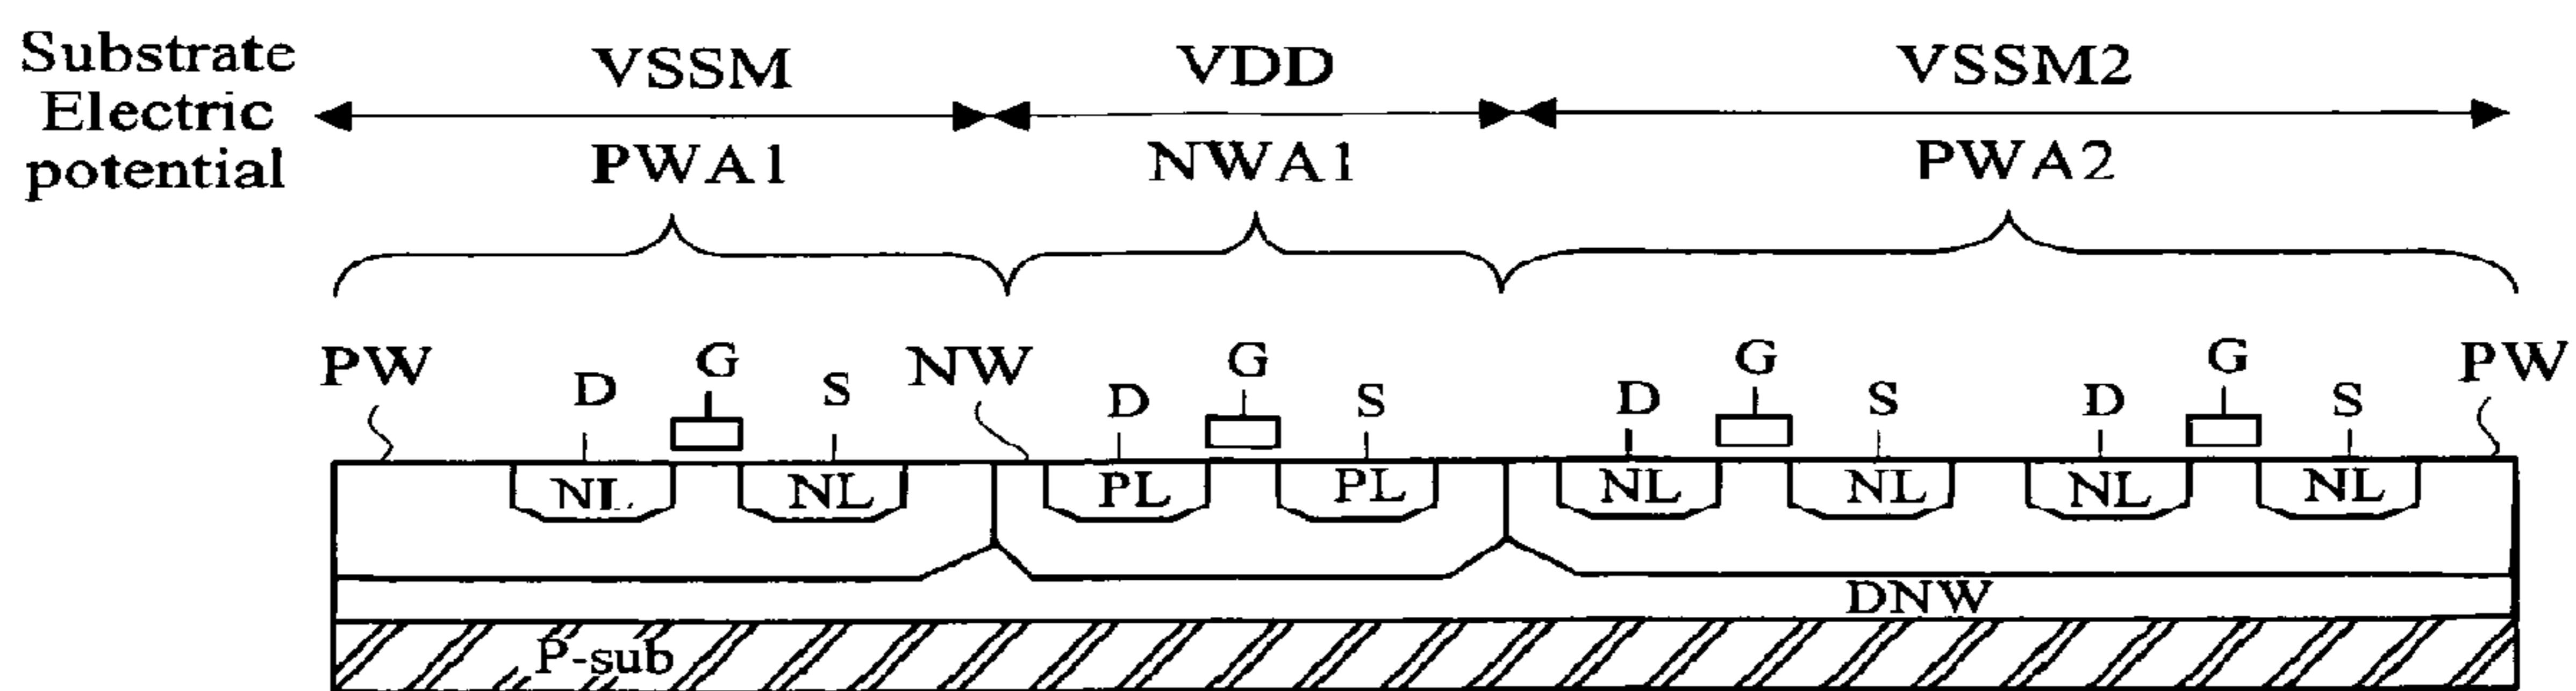 Substrate
Electric
potential
VSSM VDD VSSM2
PWA1 NWA1 PWA2
PW D G S NW D G S D G S D G S PW
NL NL PL PL NL NL NL NL
DNW
P-sub